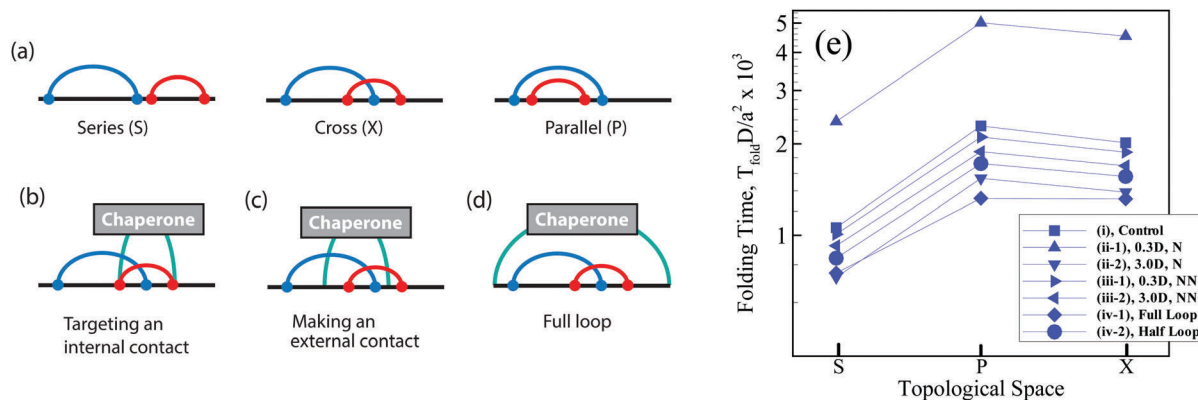 (a)
Series (S)
Cross (X)
Parallel (P)
(b)
Chaperone
Targeting an
internal contact
(c)
Chaperone
Making an
external contact
(d)
Chaperone
Full loop
(e)
Folding Time, T_fold D/a² × 10³
5
4
3
2
1
(i), Control
(ii-1), 0.3D, N
(ii-2), 3.0D, N
(iii-1), 0.3D, NN
(iii-2), 3.0D, NN
(iv-1), Full Loop
(iv-2), Half Loop
S P X
Topological Space